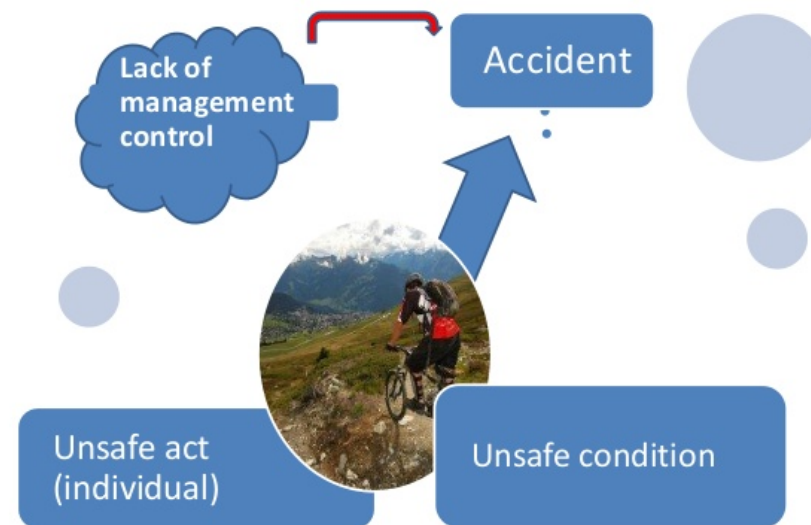 Lack of
management
control
Accident
Unsafe act
(individual)
Unsafe condition